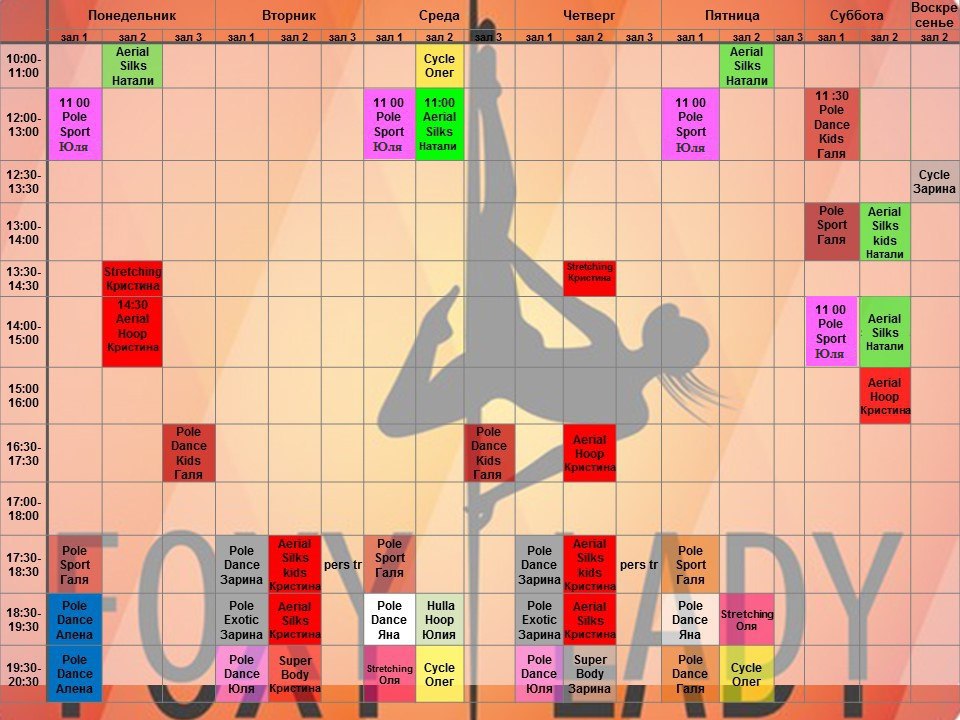 Понедельник Вторник Среда Четверг Пятница Суббота Воскре
сенье
зал 1 зал 2 зал 3 зал 1 зал 2 зал 3 зал 1 зал 2 зал 3 зал 1 зал 2 зал 3 зал 1 зал 2 зал 3 зал 1 зал 2 зал 2
10:00-
11:00
Aerial
Silks
Натали
Cycle
Олег
Aerial
Silks
Натали
12:00-
13:00
11 00
Pole
Sport
Юля
11 00
Pole
Sport
Юля
11:00
Aerial
Silks
Натали
11 00
Pole
Sport
Юля
11 :30
Pole
Dance
Kids
Галя
12:30-
13:30
Cycle
Зарина
13:00-
14:00
Pole
Sport
Галя
Aerial
Silks
kids
Натали
13:30-
14:30
Stretching
Кристина
Stretching
Кристина
14:00-
15:00
14:30
Aerial
Hoop
Кристина
11 00
Pole
Sport
Юля
Aerial
Silks
Натали
15:00
16:00
Aerial
Hoop
Кристина
16:30-
17:30
Pole
Dance
Kids
Галя
Pole
Dance
Kids
Галя
Aerial
Hoop
Кристина
17:00-
18:00
17:30-
18:30
Pole
Sport
Галя
Pole
Dance
Зарина
Aerial
Silks
kids
Кристина
pers tr
Pole
Sport
Галя
Pole
Dance
Зарина
Aerial
Silks
kids
Кристина
pers tr
Pole
Sport
Галя
18:30-
19:30
Pole
Dance
Алена
Pole
Exotic
Зарина
Aerial
Silks
Кристина
Pole
Dance
Яна
Hulla
Hoop
Юлия
Pole
Exotic
Зарина
Aerial
Silks
Кристина
Pole
Dance
Яна
Stretching
Оля
19:30-
20:30
Pole
Dance
Алена
Pole
Dance
Юля
Super
Body
Кристина
Stretching
Оля
Cycle
Олег
Pole
Dance
Юля
Super
Body
Зарина
Pole
Dance
Галя
Cycle
Олег
FOXY LADY